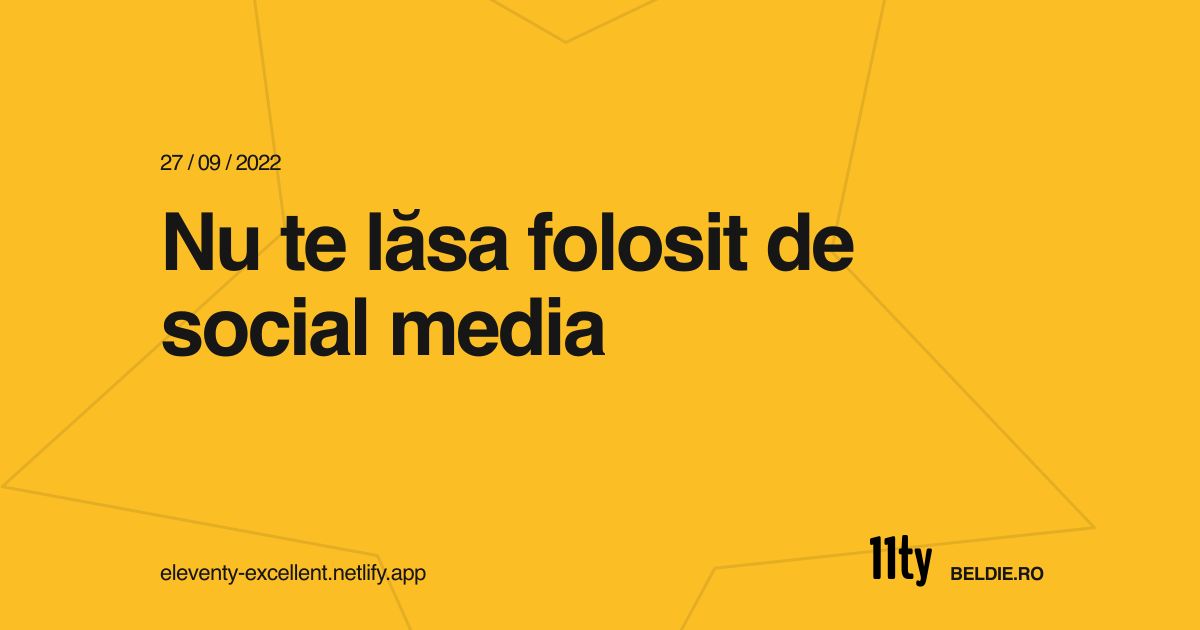 27 / 09 / 2022
Nu te lăsa folosit de
social media
eleventy-excellent.netlify.app
11ty
BELDIE.RO